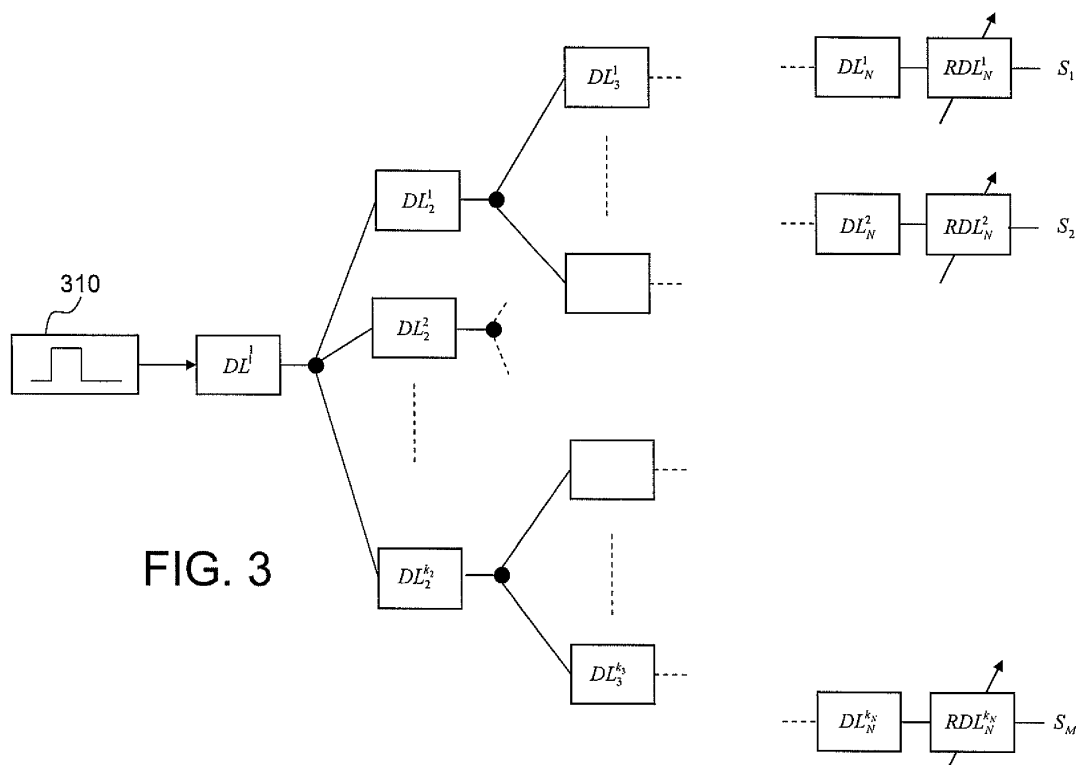 310
DL^1
DL_2^1
DL_2^2
DL_2^{k_2}
DL_3^1
DL_3^{k_3}
DL_N^1 RDL_N^1 S_1
DL_N^2 RDL_N^2 S_2
DL_N^{k_N} RDL_N^{k_N} S_M
FIG. 3